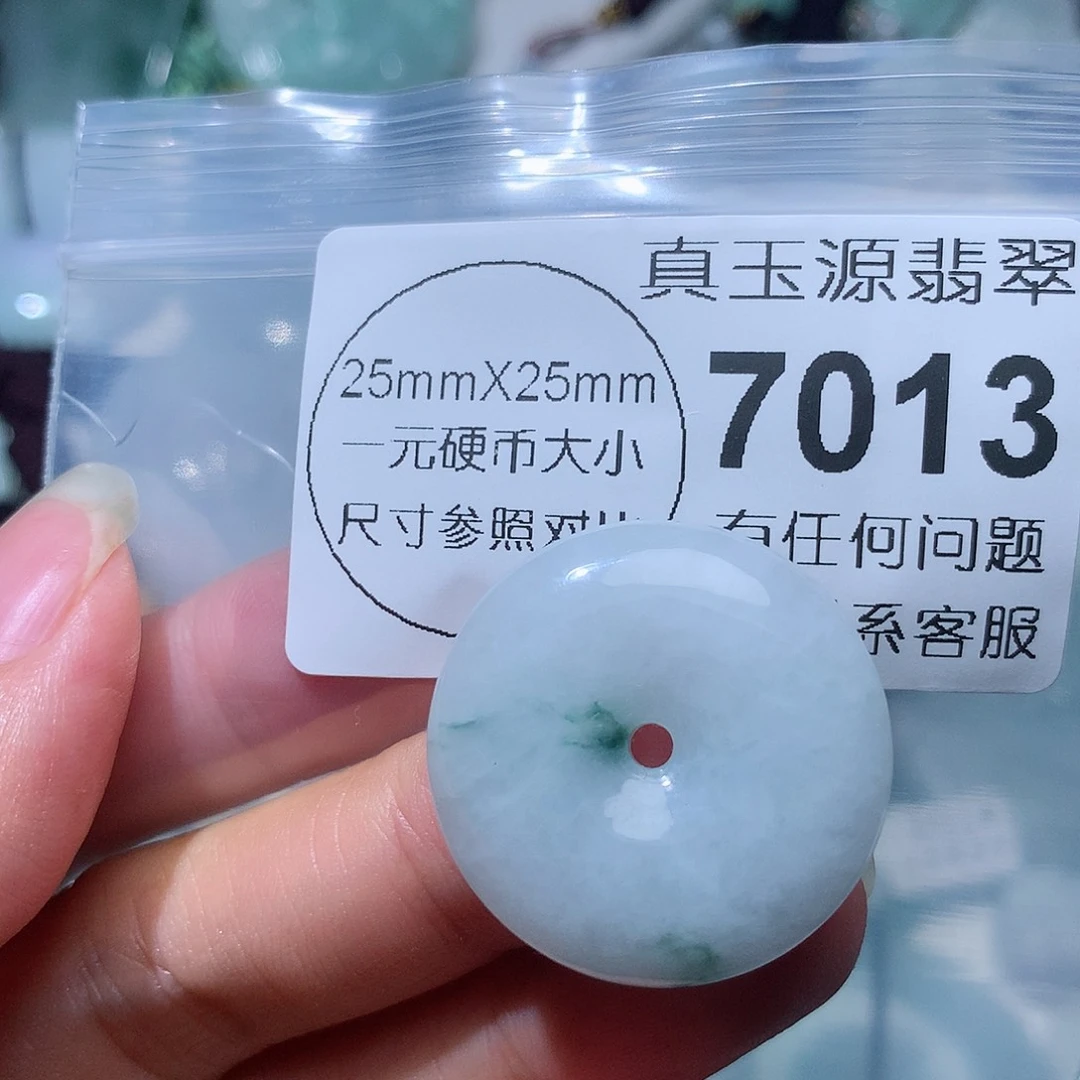 真玉源翡翠
25mmX25mm
7013
一元硬币大小
尺寸参照对比
有任何问题
系客服